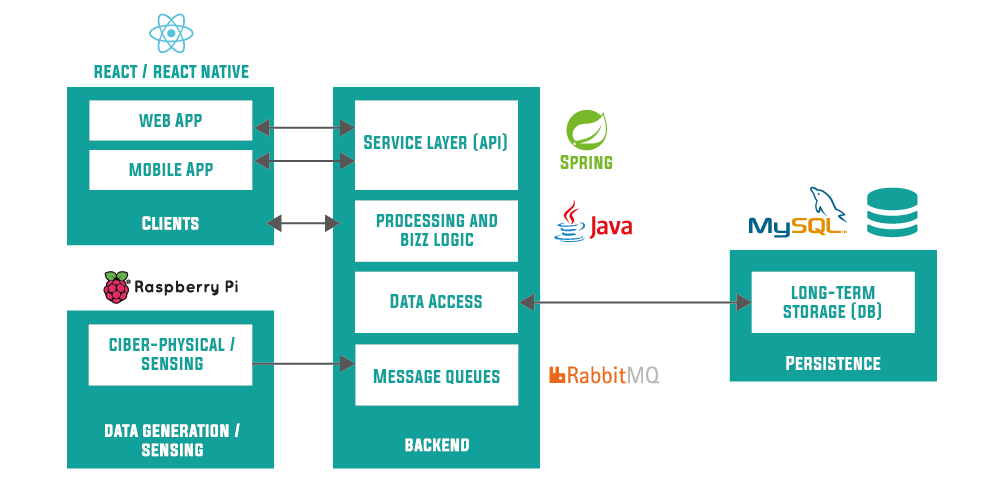 REACT / REACT NATIVE
WEB APP
MOBILE APP
CLIENTS
Raspberry Pi
CIBER-PHYSICAL /
SENSING
DATA GENERATION /
SENSING
SERVICE LAYER (API)
PROCESSING AND
BIZZ LOGIC
DATA ACCESS
MESSAGE QUEUES
BACKEND
SPRING
Java
RabbitMQ
MySQL
LONG-TERM
STORAGE (DB)
PERSISTENCE